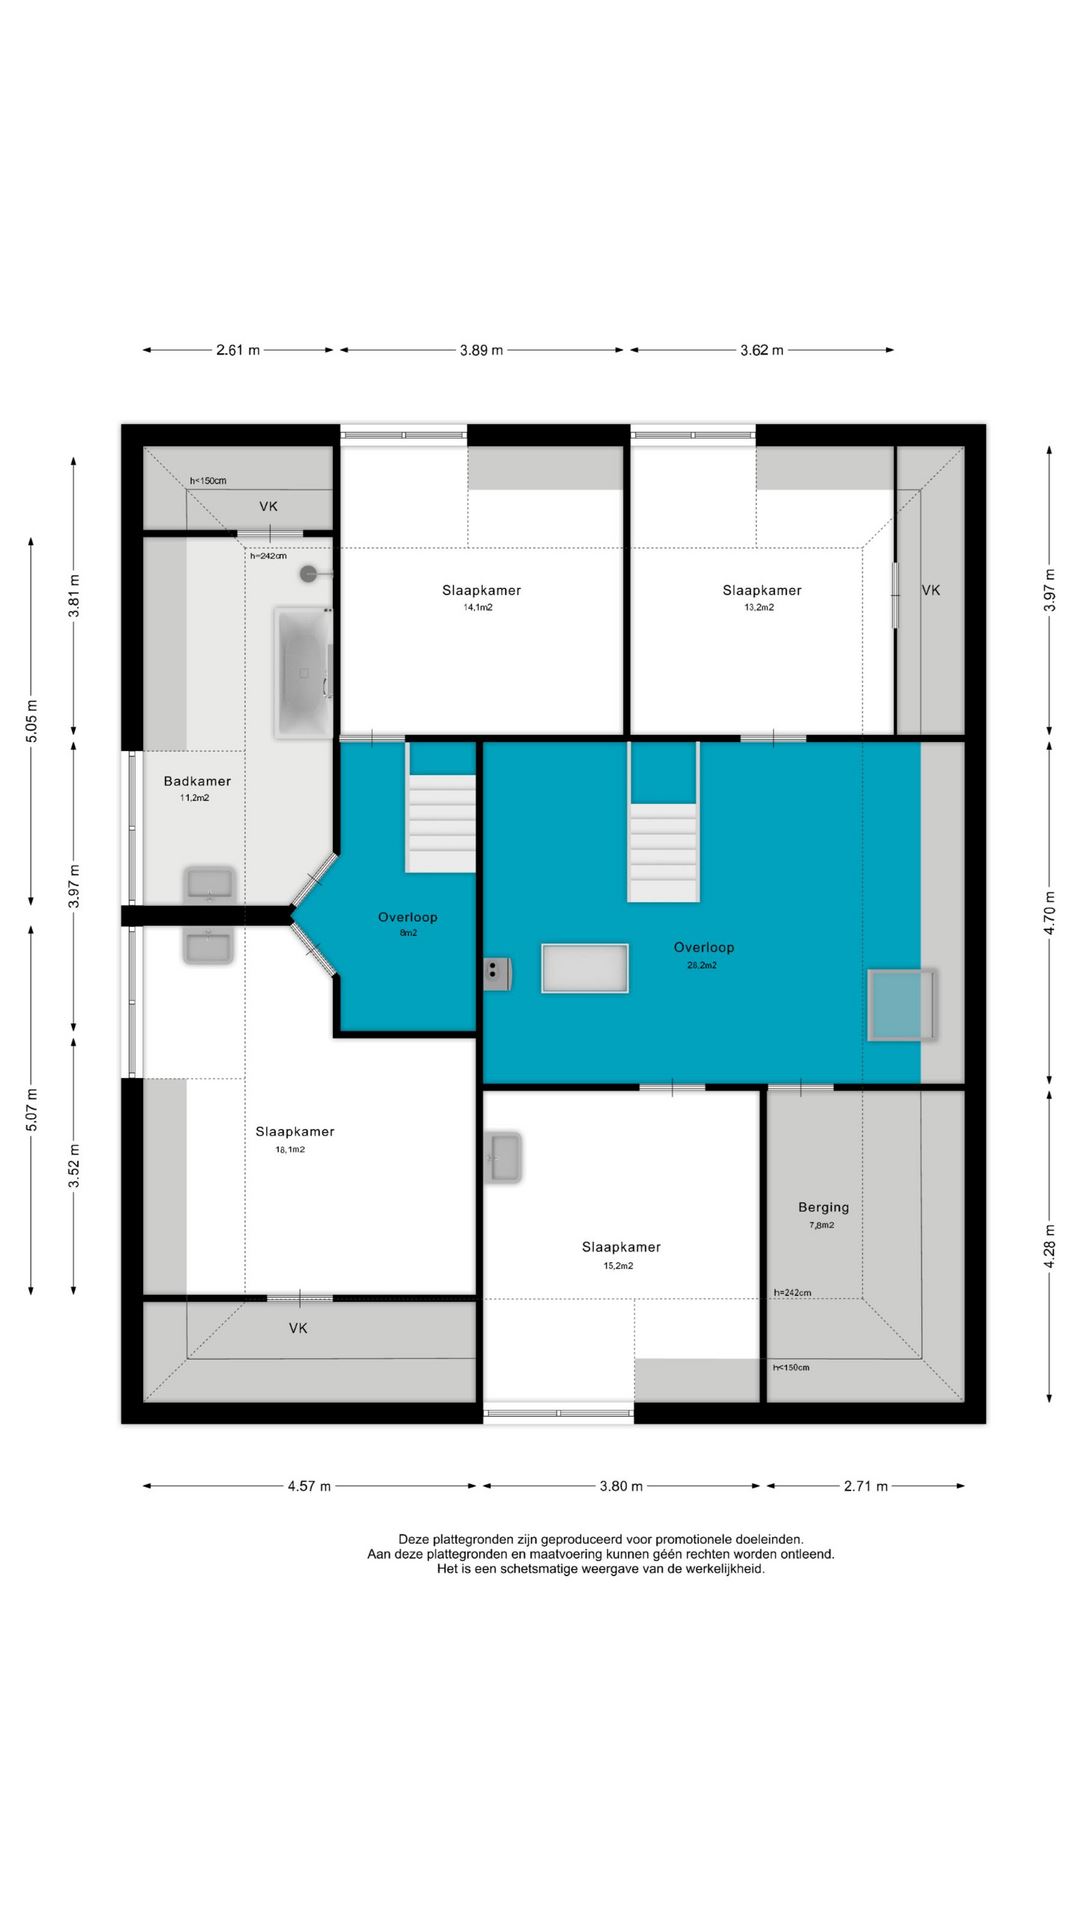 2.61 m
3.89 m
3.62 m
h<150cm
VK
h=242cm
3.81 m
3.97 m
Slaapkamer
14,1m2
Slaapkamer
13,2m2
VK
5.05 m
Badkamer
11,2m2
3.97 m
4.70 m
Overloop
8m2
Overloop
28,2m2
5.07 m
3.52 m
Slaapkamer
18,1m2
Berging
7,8m2
Slaapkamer
15,2m2
4.28 m
h=242cm
VK
h<150cm
4.57 m
3.80 m
2.71 m
Deze plattegronden zijn geproduceerd voor promotionele doeleinden.
Aan deze plattegronden en maatvoering kunnen géén rechten worden ontleend.
Het is een schetsmatige weergave van de werkelijkheid.